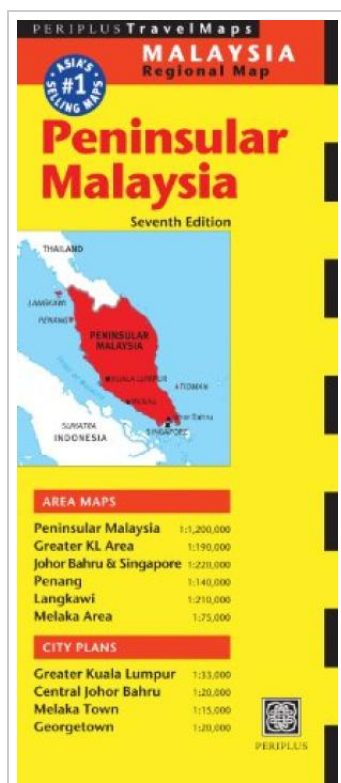 PERIPLUS TravelMaps
MALAYSIA
Regional Map
ASIA'S
#1
SELLING MAPS
Peninsular
Malaysia
Seventh Edition
THAILAND
LANGKAWI
PENANG
PENINSULAR
MALAYSIA
KUALA LUMPUR
TIOMAN
MELAKA
Johor Bahru
SINGAPORE
SUMATRA
INDONESIA
AREA MAPS
Peninsular Malaysia 1:1,200,000
Greater KL Area 1:190,000
Johor Bahru & Singapore 1:220,000
Penang 1:140,000
Langkawi 1:210,000
Melaka Area 1:75,000
CITY PLANS
Greater Kuala Lumpur 1:33,000
Central Johor Bahru 1:20,000
Melaka Town 1:15,000
Georgetown 1:20,000
PERIPLUS